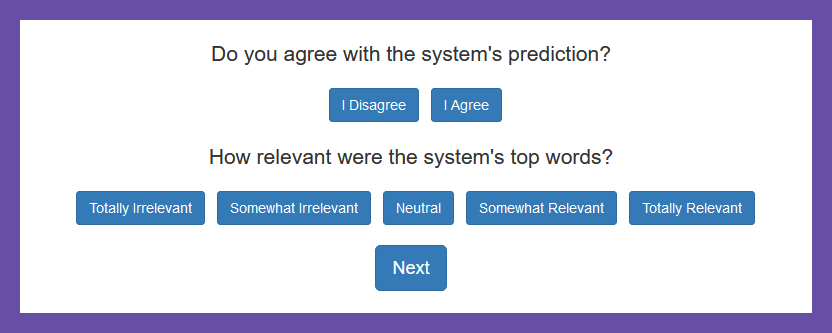 Do you agree with the system's prediction?
I Disagree I Agree
How relevant were the system's top words?
Totally Irrelevant Somewhat Irrelevant Neutral Somewhat Relevant Totally Relevant
Next